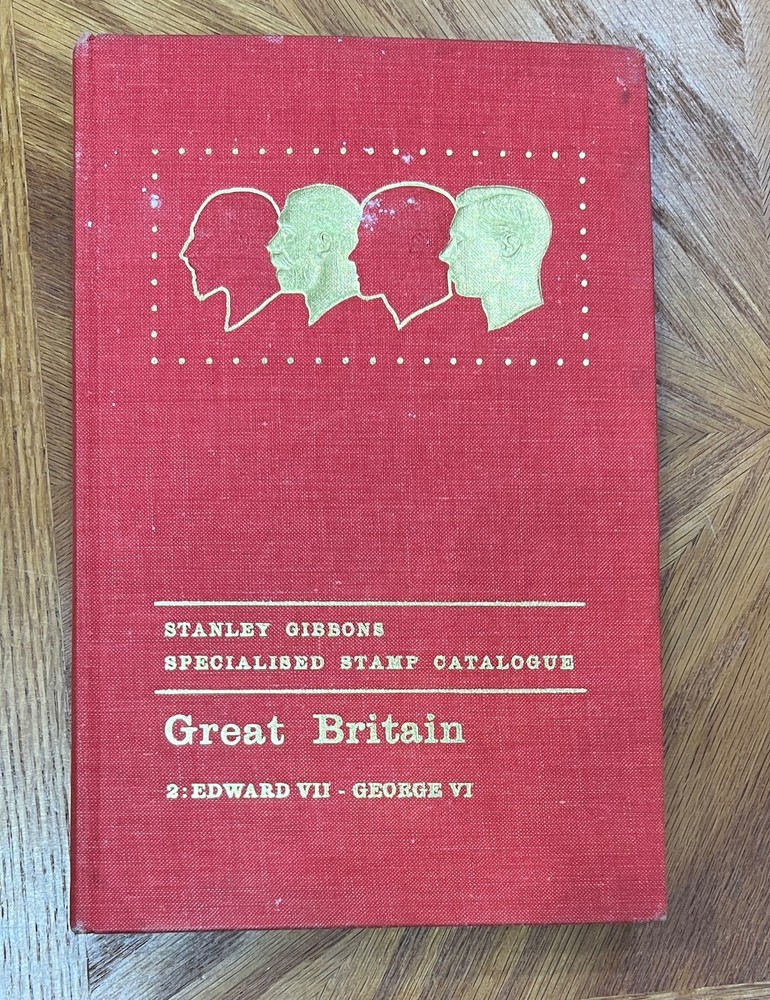 STANLEY GIBBONS
SPECIALISED STAMP CATALOGUE
Great Britain
2:EDWARD VII - GEORGE VI